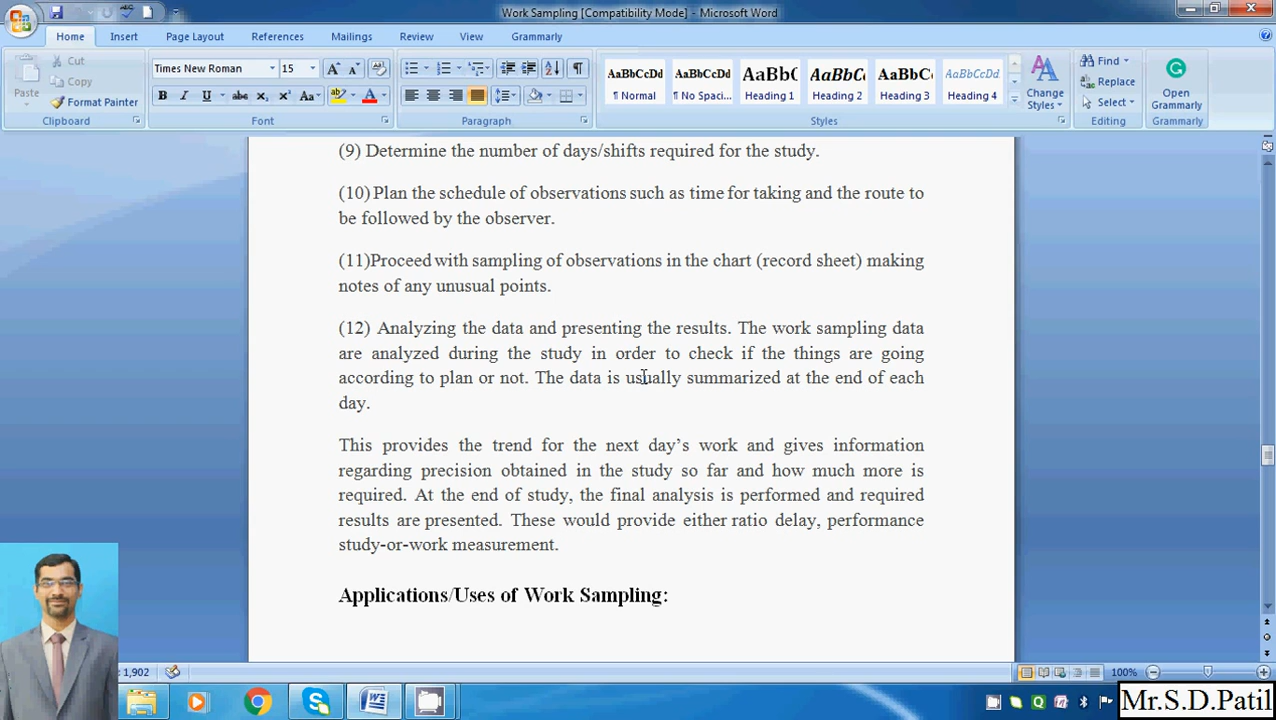 Work Sampling [Compatibility Mode] - Microsoft Word
Home Insert Page Layout References Mailings Review View Grammarly
Paste
Cut
Copy
Format Painter
Clipboard
Times New Roman 15
Font
Paragraph
AaBbCcDd AaBbCcDd AaBbC AaBbC AaBbC AaBbCcDd
¶ Normal ¶ No Spaci... Heading 1 Heading 2 Heading 3 Heading 4
Styles
Change
Styles
Find
Replace
Select
Editing
Open
Grammarly
Grammarly
(9) Determine the number of days/shifts required for the study.
(10) Plan the schedule of observations such as time for taking and the route to
be followed by the observer.
(11)Proceed with sampling of observations in the chart (record sheet) making
notes of any unusual points.
(12) Analyzing the data and presenting the results. The work sampling data
are analyzed during the study in order to check if the things are going
according to plan or not. The data is usually summarized at the end of each
day.
This provides the trend for the next day’s work and gives information
regarding precision obtained in the study so far and how much more is
required. At the end of study, the final analysis is performed and required
results are presented. These would provide either ratio delay, performance
study-or-work measurement.
Applications/Uses of Work Sampling:
: 1,902
100%
Mr.S.D.Patil